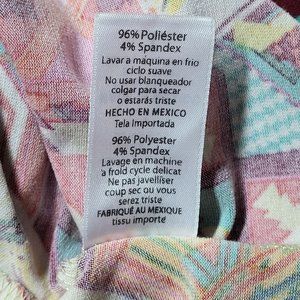 96% Poliéster
4% Spandex
Lavar a maquina en frio
ciclo suave
No usar blanqueador
colgar para secar
o estarás triste
HECHO EN MEXICO
Tela Importada
96% Polyester
4% Spandex
Lavage en machine
a froid cycle delicat
Ne pas javelliser
coup sec ou vous
serez triste
FABRIQUÉ AU MEXIQUE
tissu importé